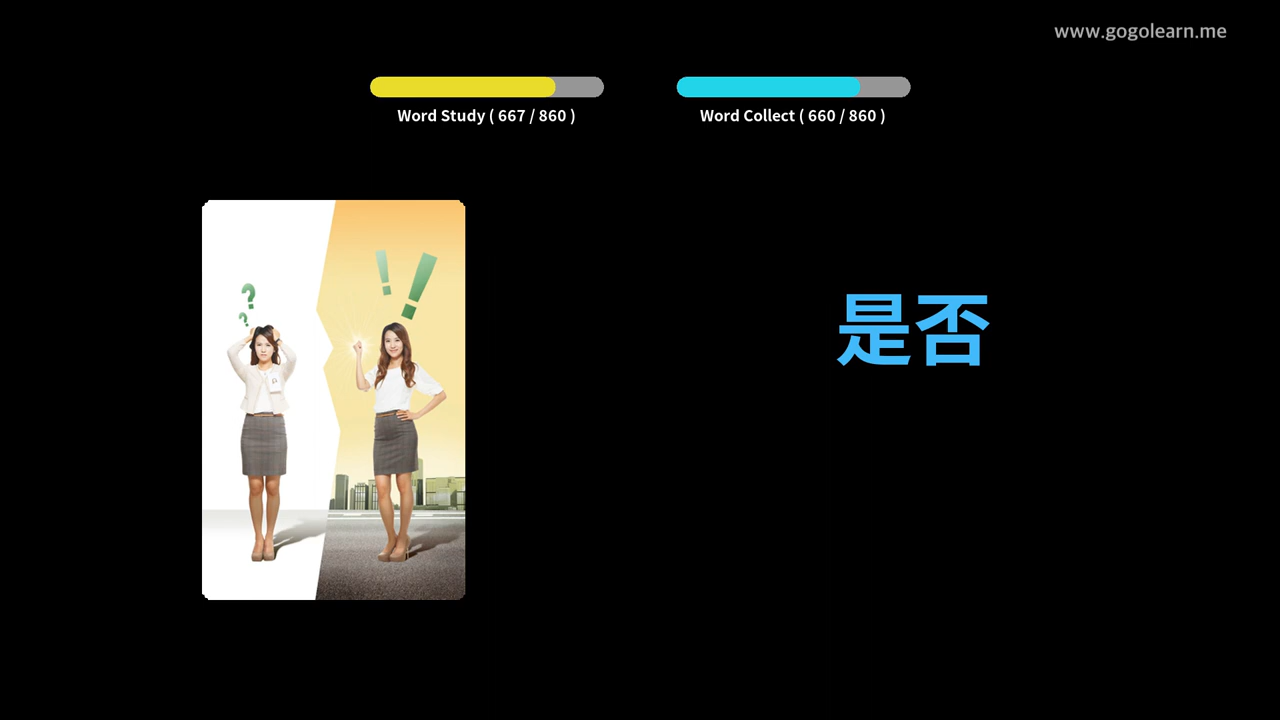 www.gogolearn.me
Word Study ( 667 / 860 )
Word Collect ( 660 / 860 )
? ? ! !
是否